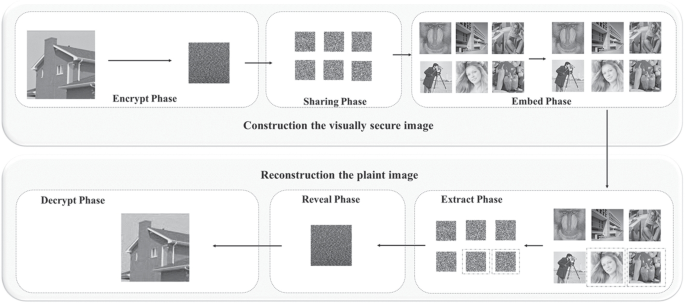 Encrypt Phase
Sharing Phase
Embed Phase
Construction the visually secure image
Reconstruction the plaint image
Decrypt Phase
Reveal Phase
Extract Phase